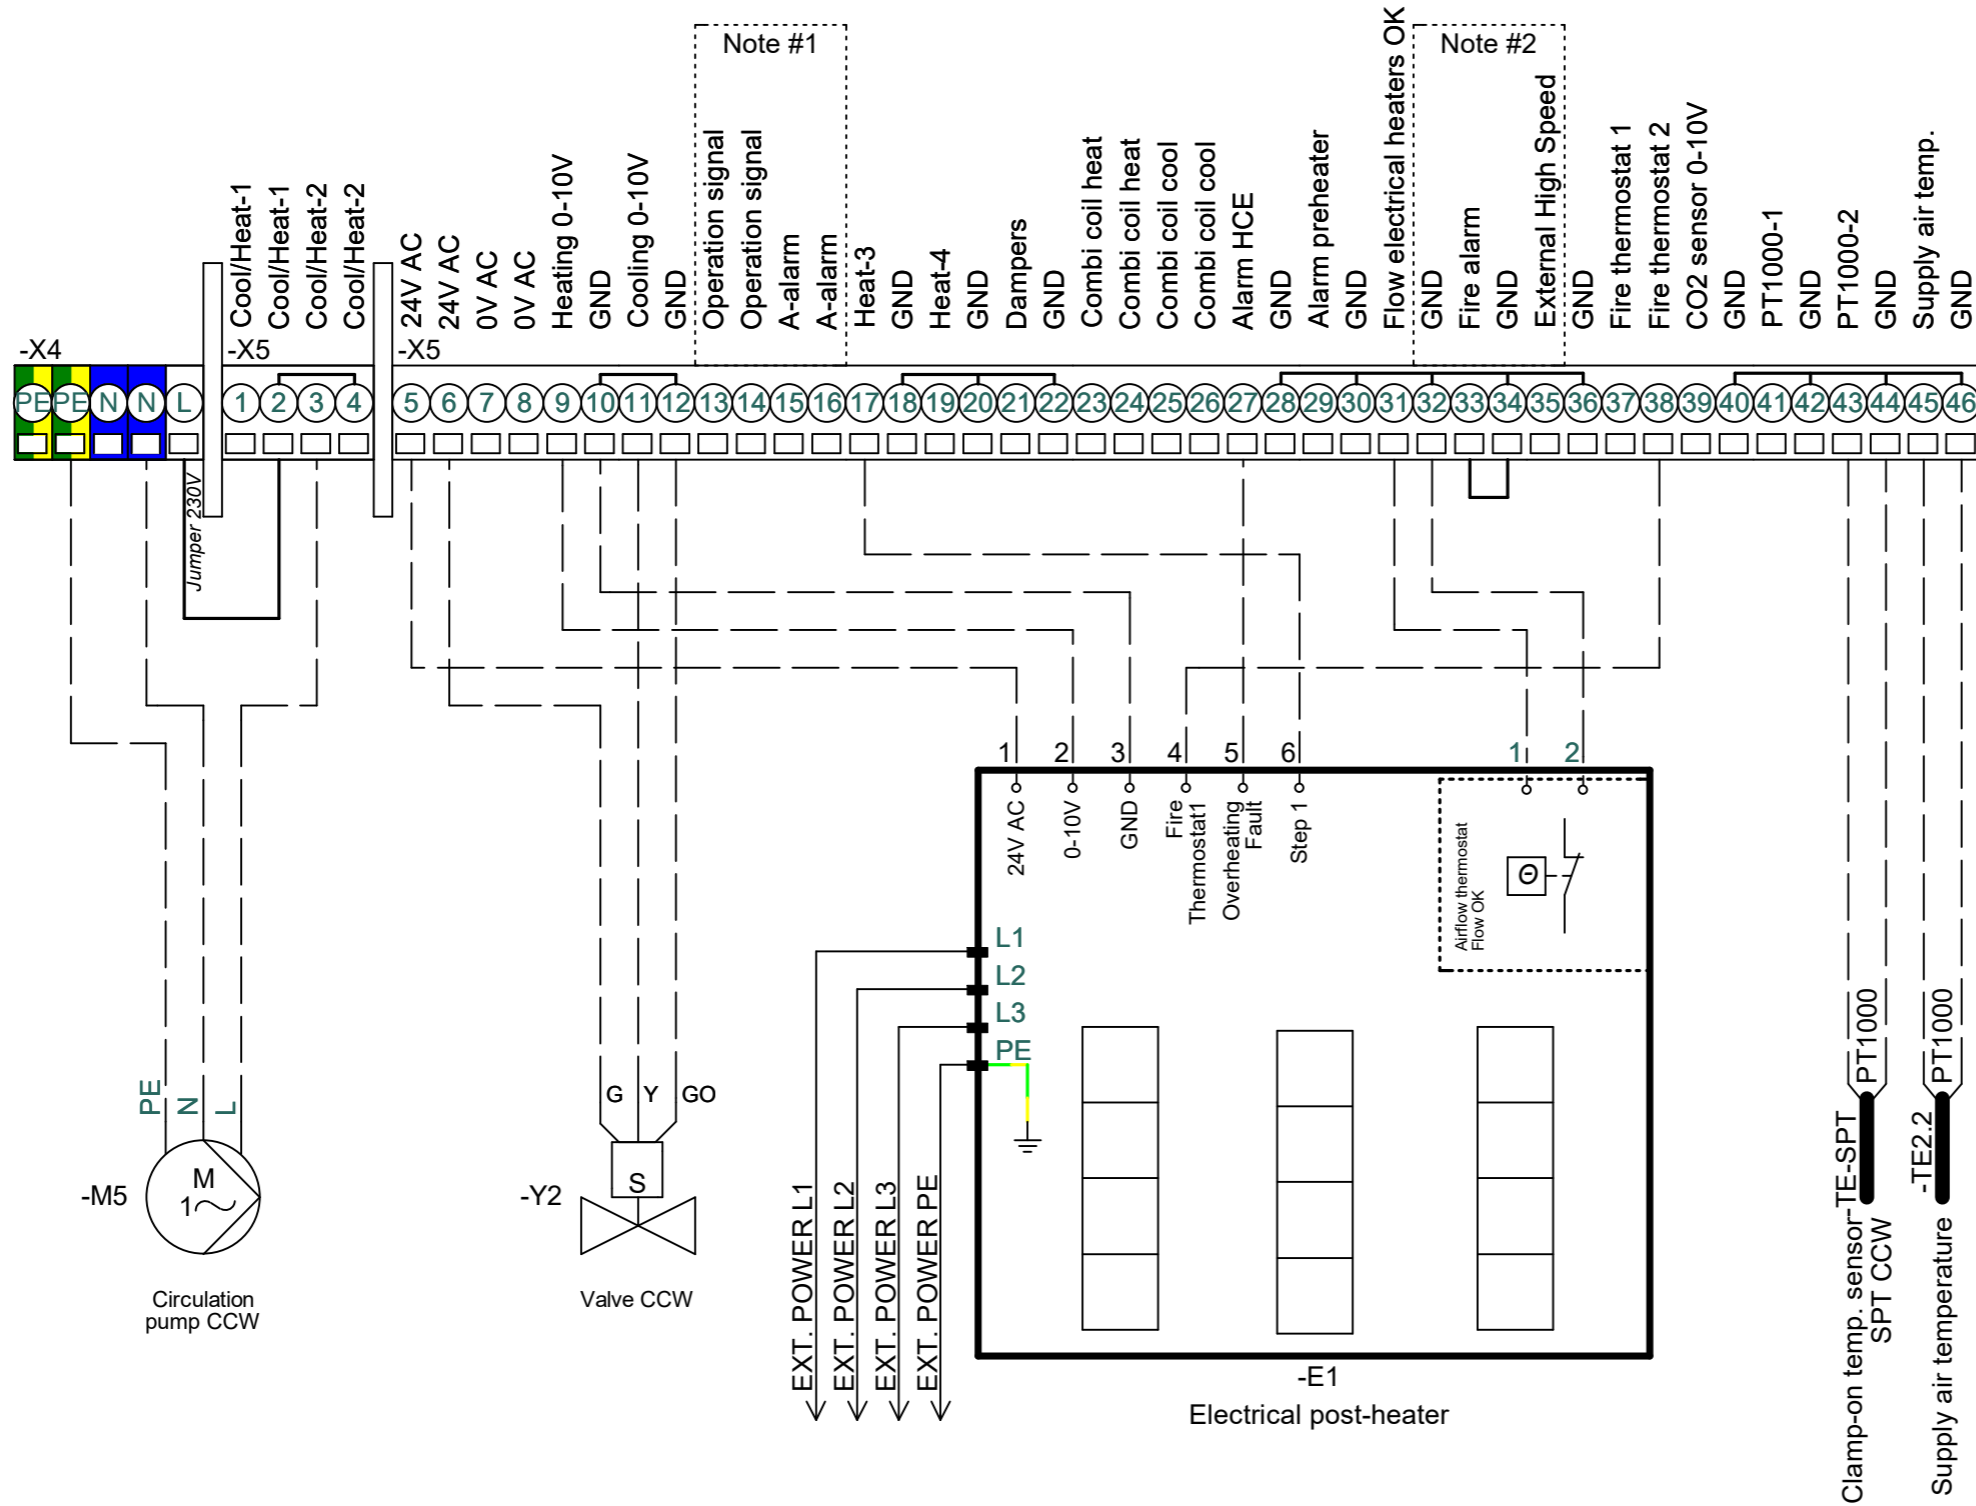 Note #1
Note #2
Cool/Heat-1
Cool/Heat-1
Cool/Heat-2
Cool/Heat-2
24V AC
24V AC
0V AC
0V AC
Heating 0-10V
GND
Cooling 0-10V
GND
Operation signal
Operation signal
A-alarm
A-alarm
Heat-3
GND
Heat-4
GND
Dampers
GND
Combi coil heat
Combi coil heat
Combi coil cool
Combi coil cool
Alarm HCE
GND
Alarm preheater
GND
Flow electrical heaters OK
GND
Fire alarm
GND
External High Speed
GND
Fire thermostat 1
Fire thermostat 2
CO2 sensor 0-10V
GND
PT1000-1
GND
PT1000-2
GND
Supply air temp.
GND
-X4
-X5
-X5
PE PE N N L 1 2 3 4 5 6 7 8 9 10 11 12 13 14 15 16 17 18 19 20 21 22 23 24 25 26 27 28 29 30 31 32 33 34 35 36 37 38 39 40 41 42 43 44 45 46
Jumper 230V
1 2 3 4 5 6 1 2
24V AC
0-10V
GND
Fire
Thermostat1
Overheating
Fault
Step 1
Airflow thermostat
Flow OK
Θ
L1
L2
L3
PE
PE
N
L
M
1
-M5
Circulation
pump CCW
G Y GO
S
-Y2
Valve CCW
EXT. POWER L1
EXT. POWER L2
EXT. POWER L3
EXT. POWER PE
-E1
Electrical post-heater
PT1000
-TE-SPT
Clamp-on temp. sensor
SPT CCW
PT1000
-TE2.2
Supply air temperature